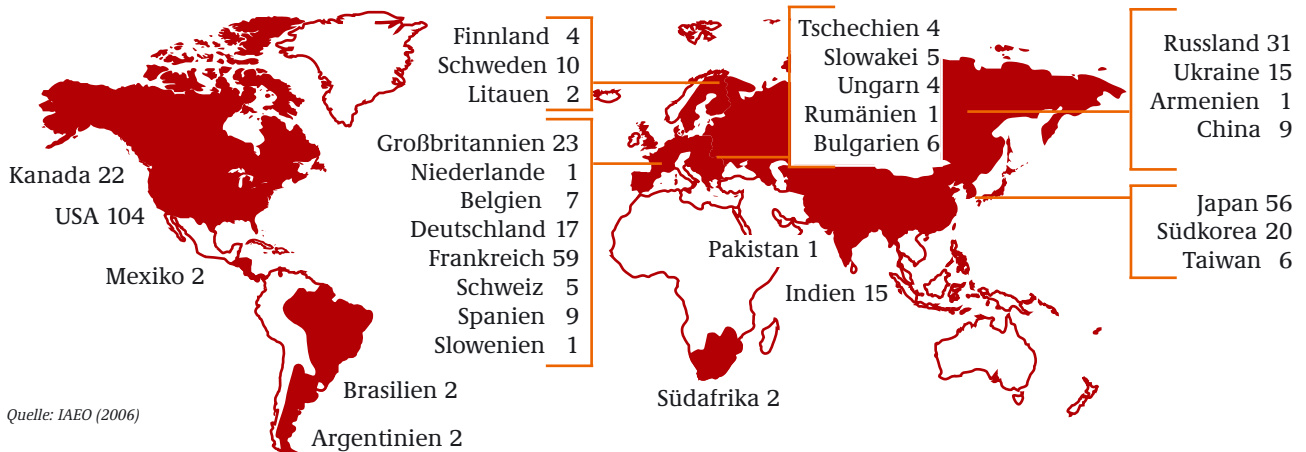 Finnland 4
Schweden 10
Litauen 2
Tschechien 4
Slowakei 5
Ungarn 4
Rumänien 1
Bulgarien 6
Russland 31
Ukraine 15
Armenien 1
China 9
Großbritannien 23
Niederlande 1
Belgien 7
Deutschland 17
Frankreich 59
Schweiz 5
Spanien 9
Slowenien 1
Kanada 22
USA 104
Mexiko 2
Japan 56
Südkorea 20
Taiwan 6
Pakistan 1
Indien 15
Brasilien 2
Südafrika 2
Argentinien 2
Quelle: IAEO (2006)